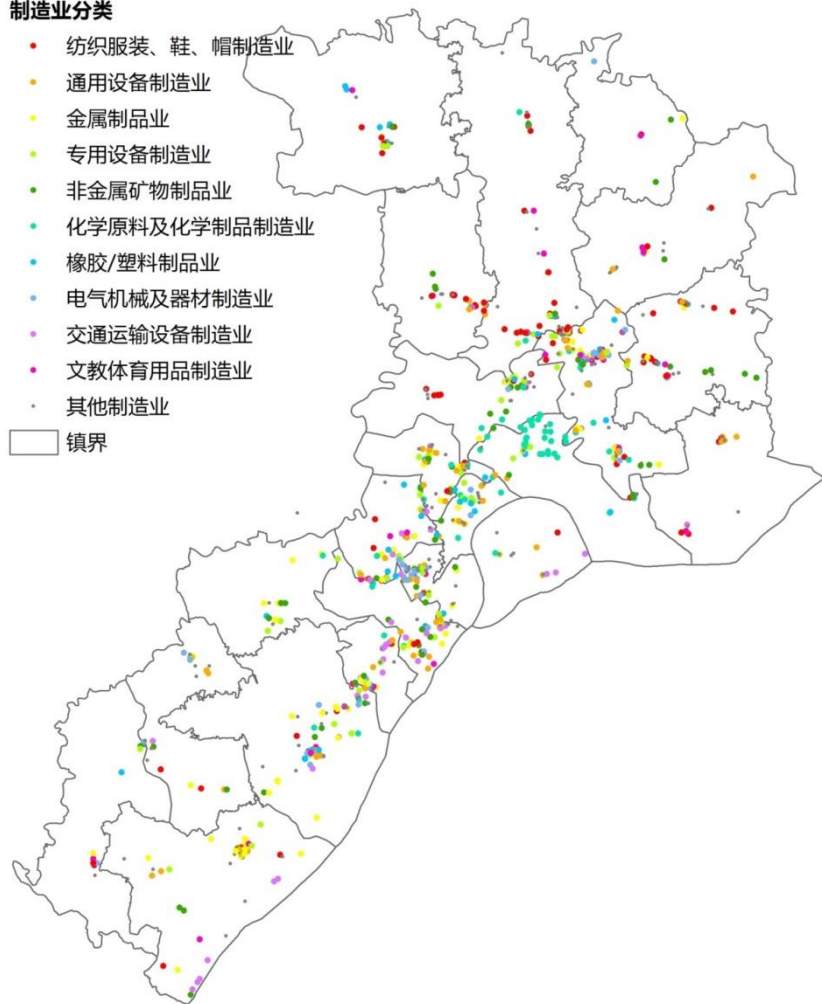 制造业分类
纺织服装、鞋、帽制造业
通用设备制造业
金属制品业
专用设备制造业
非金属矿物制品业
化学原料及化学制品制造业
橡胶/塑料制品业
电气机械及器材制造业
交通运输设备制造业
文教体育用品制造业
其他制造业
镇界